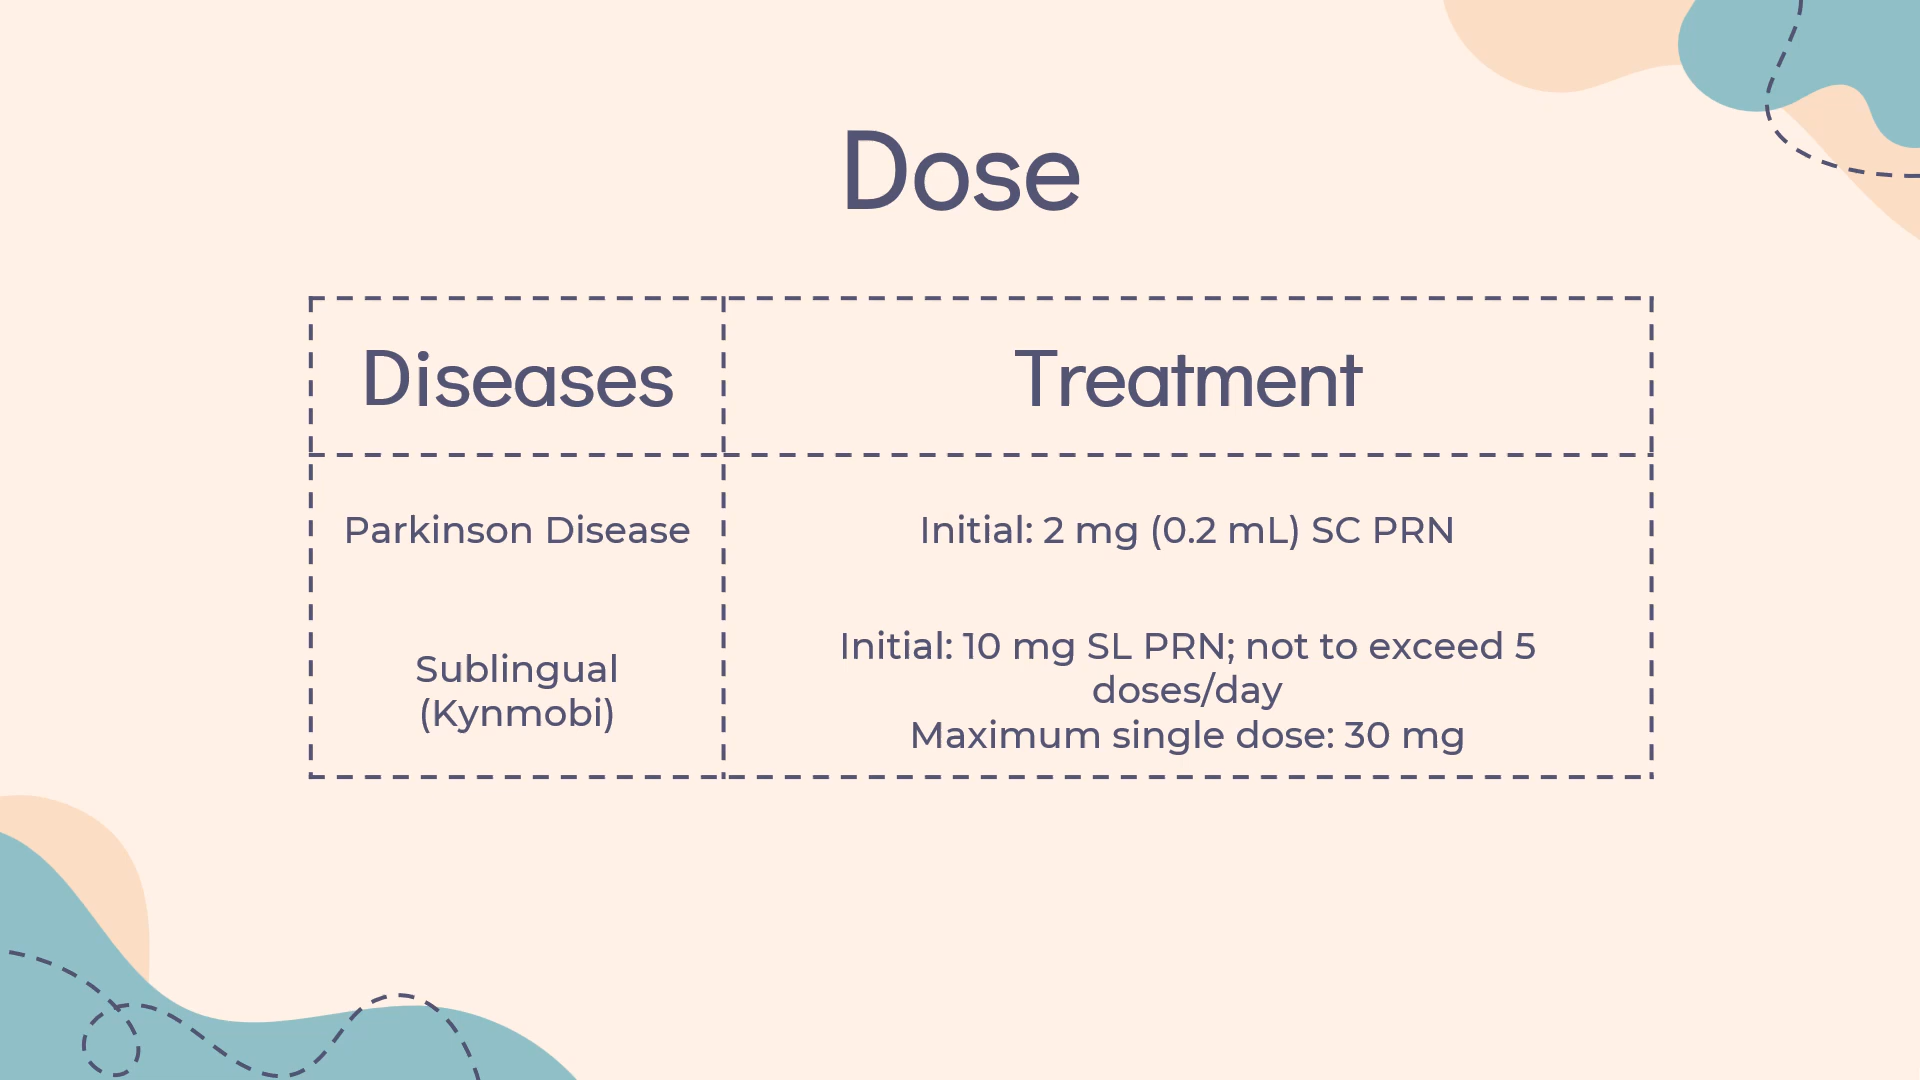 Dose
Diseases
Treatment
Parkinson Disease
Initial: 2 mg (0.2 mL) SC PRN
Sublingual
(Kynmobi)
Initial: 10 mg SL PRN; not to exceed 5
doses/day
Maximum single dose: 30 mg